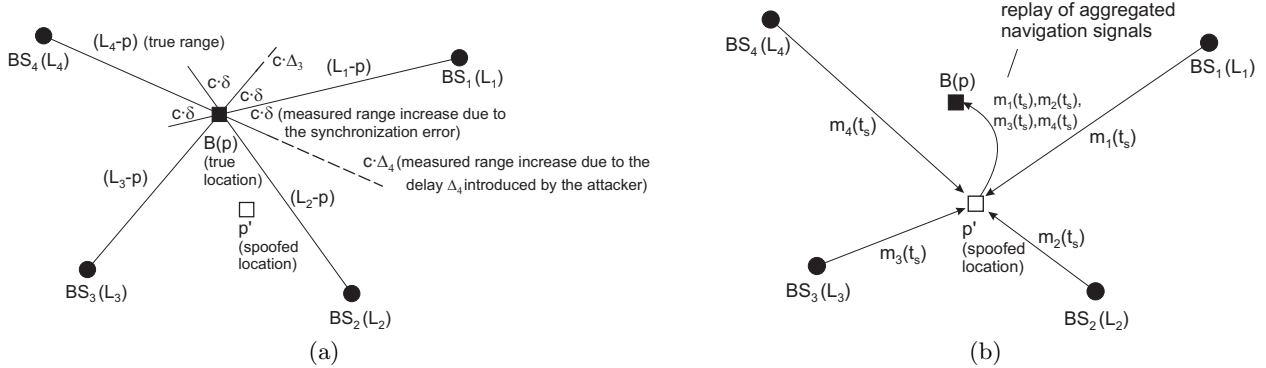 BS₄(L₄)
(L₄-p) (true range)
c·δ
c·Δ₃
(L₁-p)
BS₁(L₁)
c·δ
c·δ
c·δ (measured range increase due to
the synchronization error)
B(p)
(true
location)
c·Δ₄ (measured range increase due to the
delay Δ₄ introduced by the attacker)
(L₃-p)
(L₂-p)
p'
(spoofed
location)
BS₃(L₃)
BS₂(L₂)
(a)
replay of aggregated
navigation signals
BS₄(L₄)
BS₁(L₁)
B(p)
m₁(tₛ),m₂(tₛ),
m₃(tₛ),m₄(tₛ)
m₄(tₛ)
m₁(tₛ)
p'
(spoofed
location)
m₃(tₛ)
m₂(tₛ)
BS₃(L₃)
BS₂(L₂)
(b)